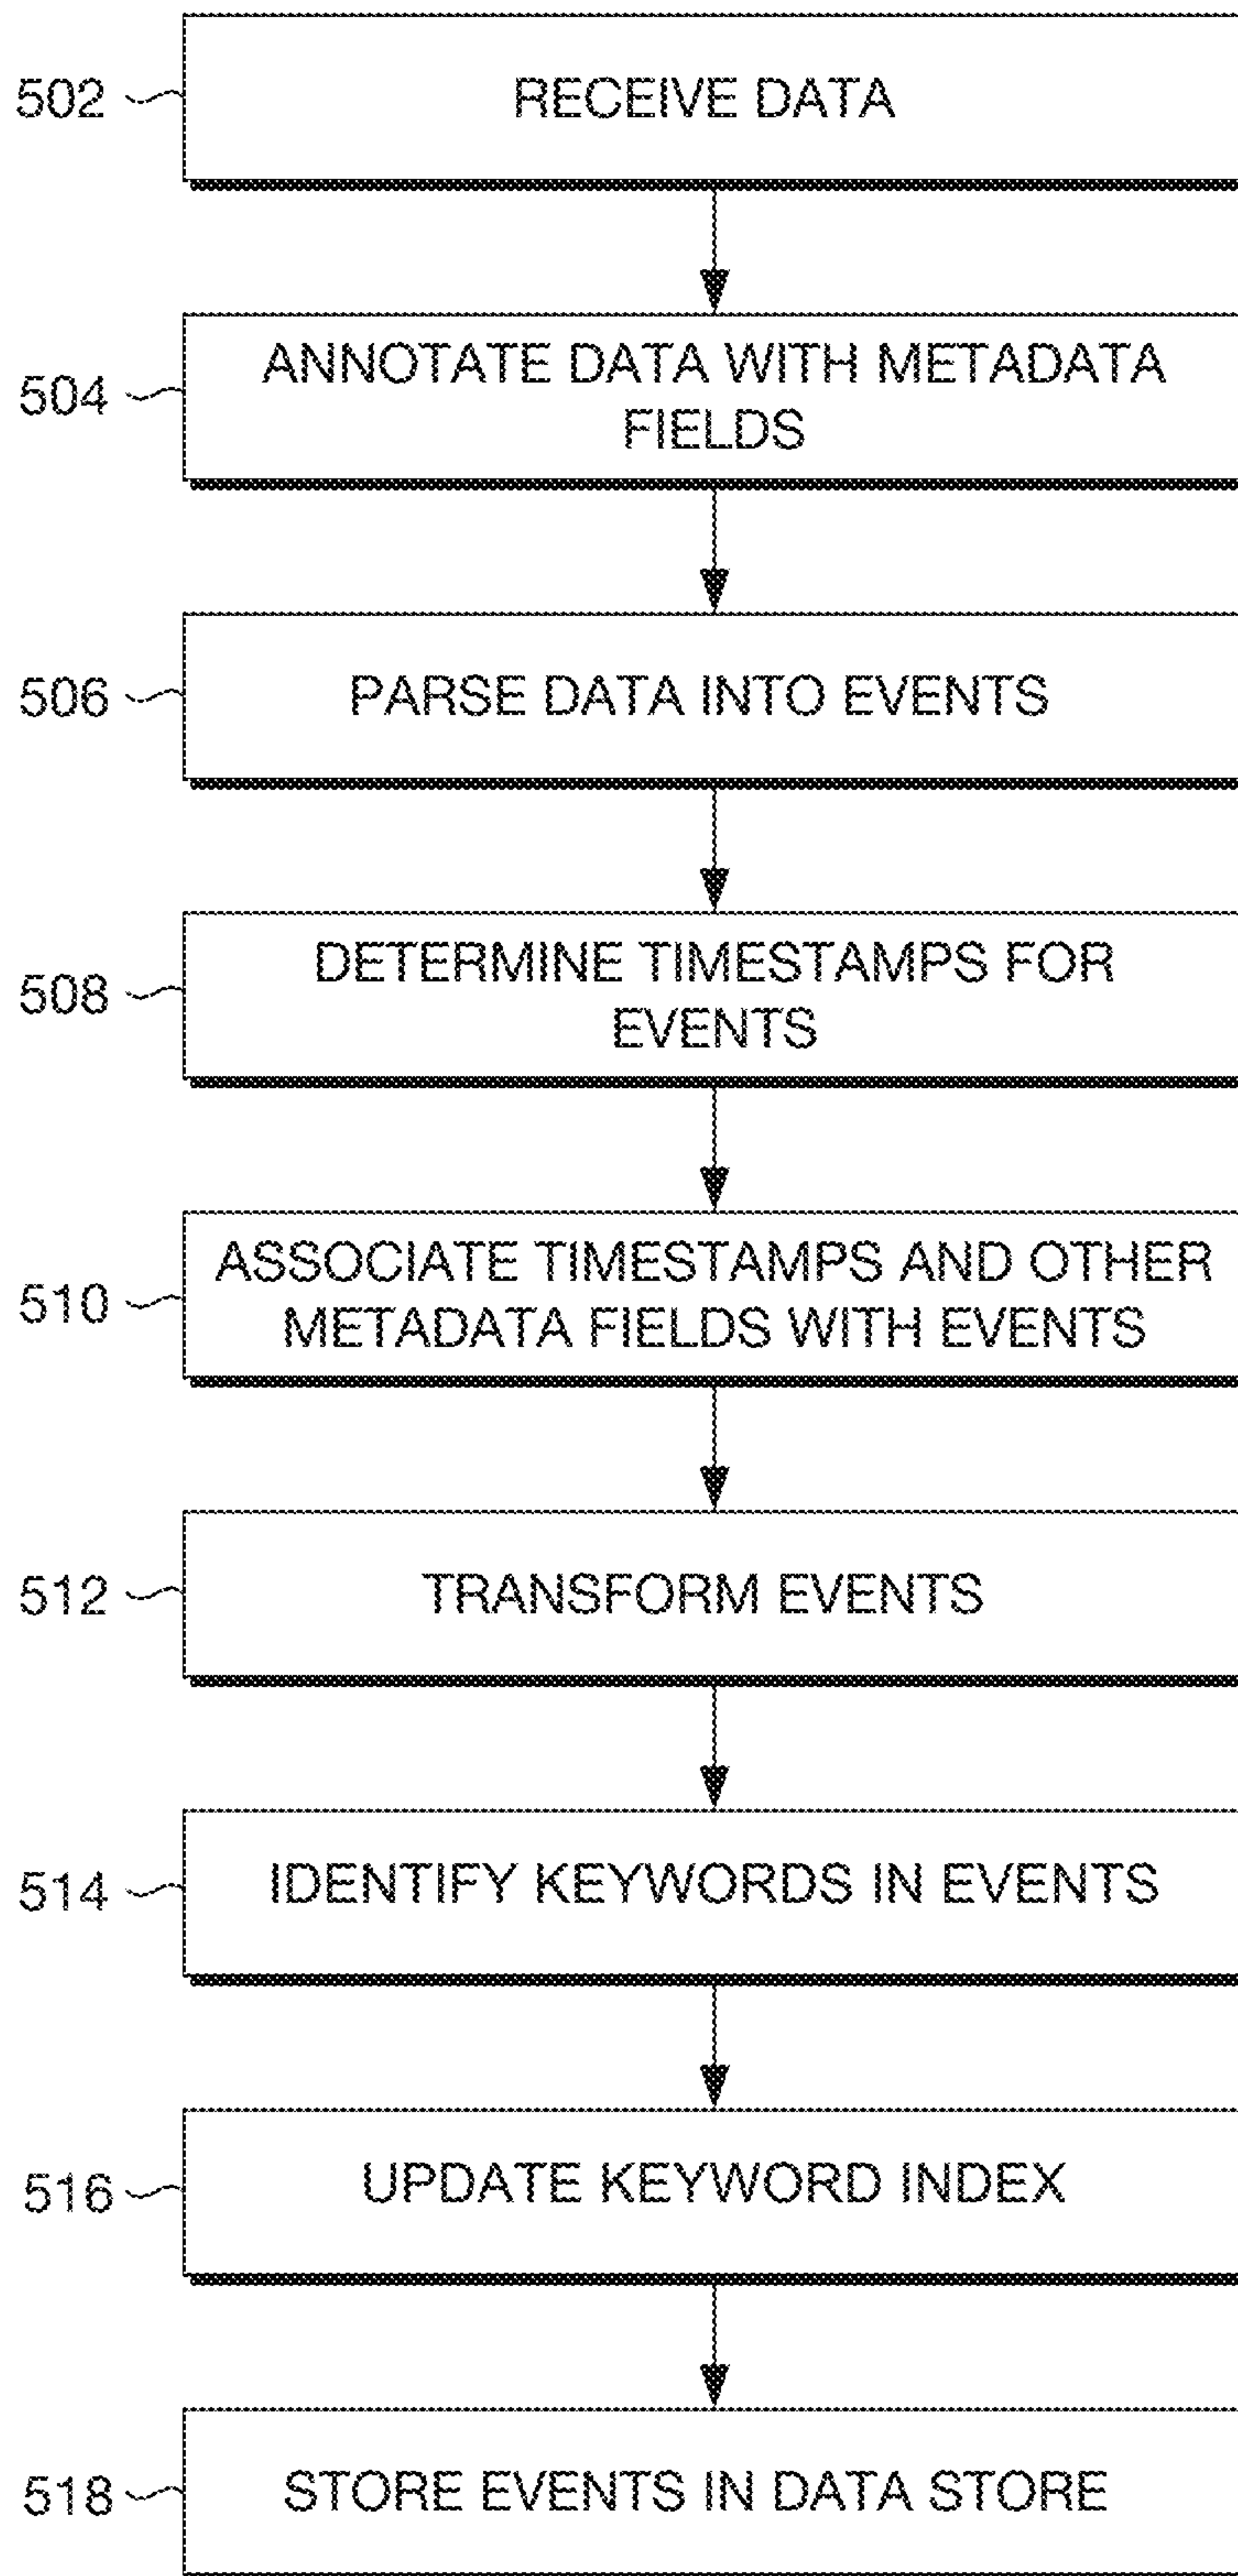 502
RECEIVE DATA
504
ANNOTATE DATA WITH METADATA
FIELDS
506
PARSE DATA INTO EVENTS
508
DETERMINE TIMESTAMPS FOR
EVENTS
510
ASSOCIATE TIMESTAMPS AND OTHER
METADATA FIELDS WITH EVENTS
512
TRANSFORM EVENTS
514
IDENTIFY KEYWORDS IN EVENTS
516
UPDATE KEYWORD INDEX
518
STORE EVENTS IN DATA STORE